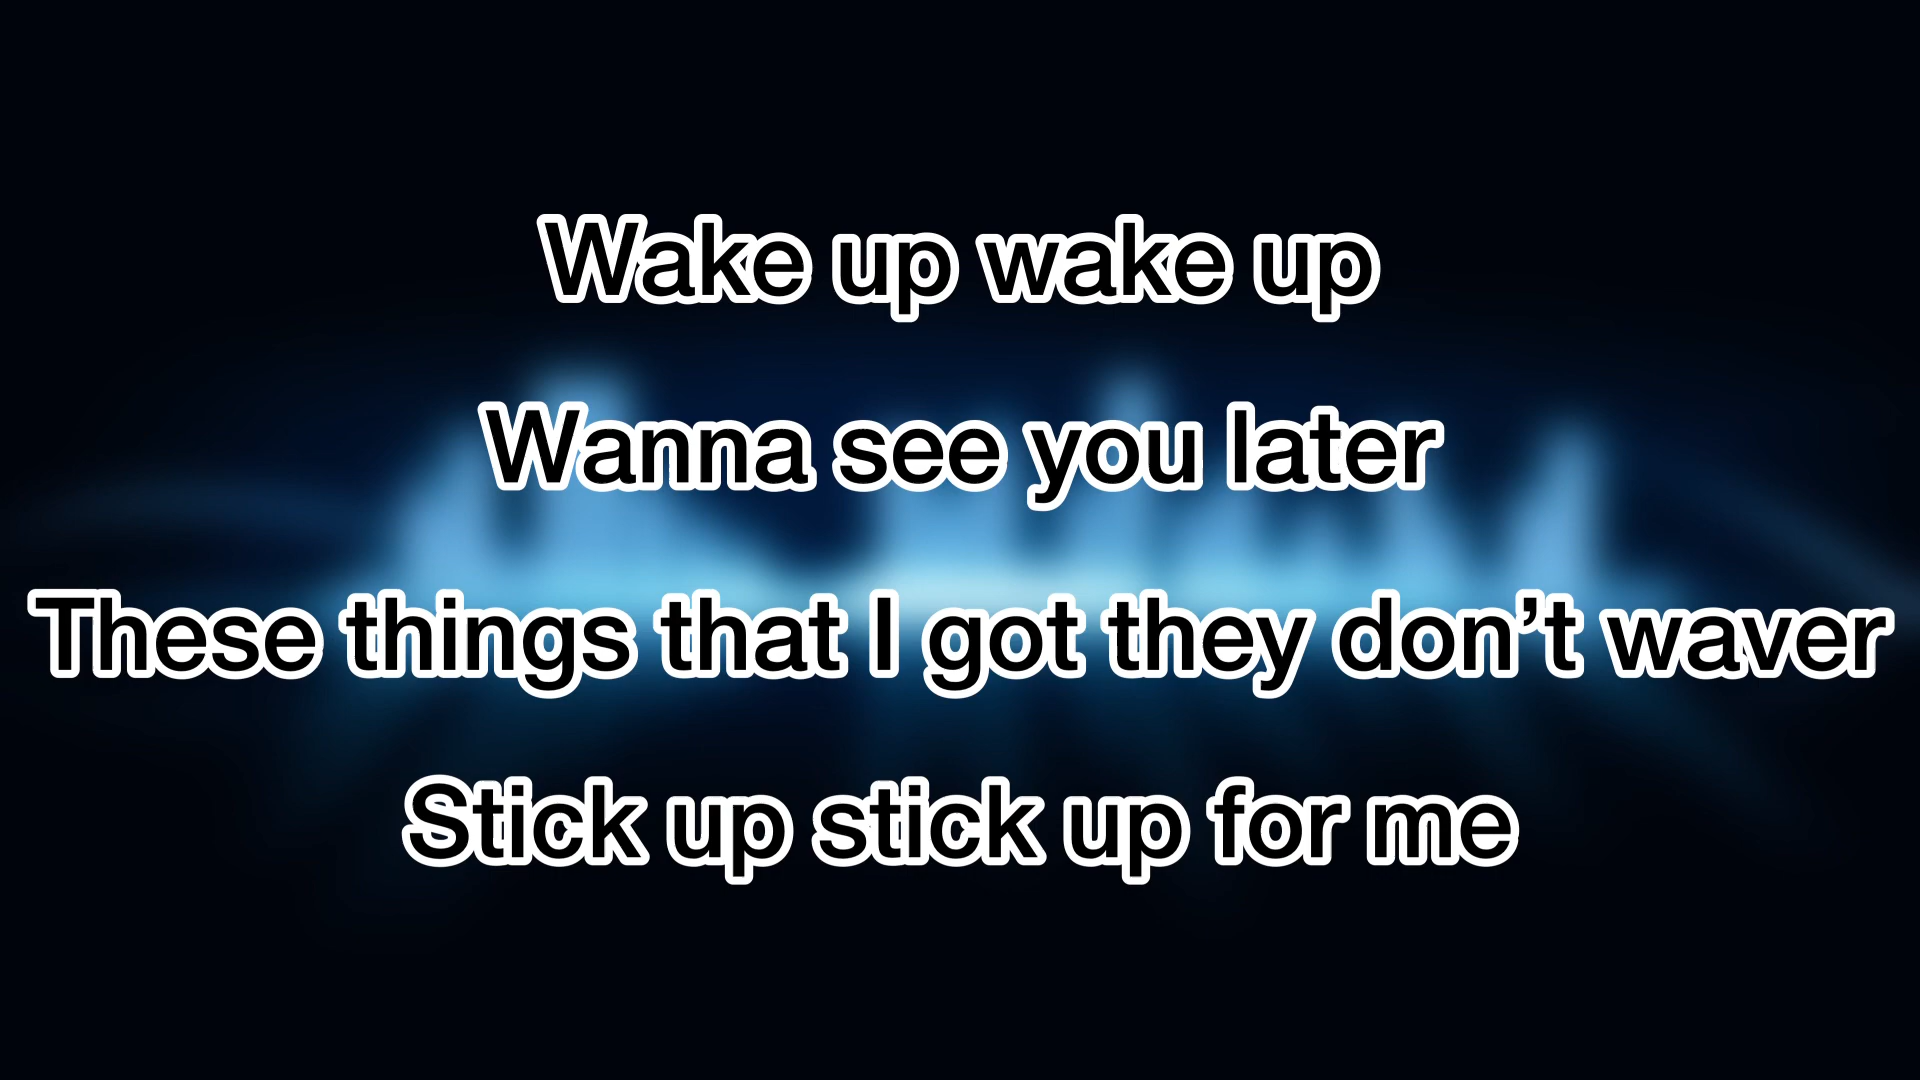 Wake up wake up
Wanna see you later
These things that I got they don’t waver
Stick up stick up for me